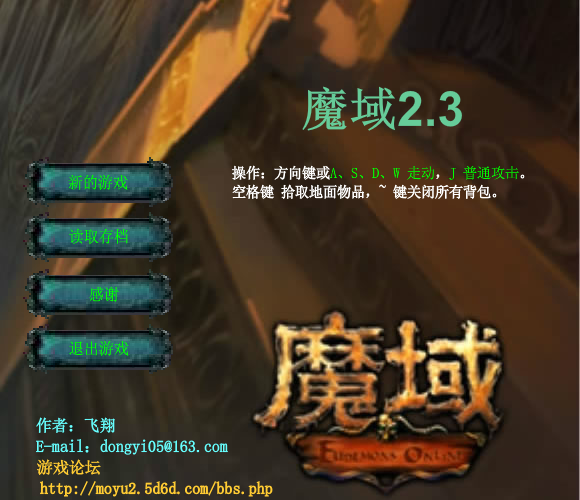 魔域2.3
操作：方向键或A、S、D、W 走动，J 普通攻击。
空格键 拾取地面物品，~ 键关闭所有背包。
新的游戏
读取存档
感谢
退出游戏
魔域
EUDEMONS ONLINE
作者：飞翔
E-mail：dongyi05@163.com
游戏论坛
http://moyu2.5d6d.com/bbs.php